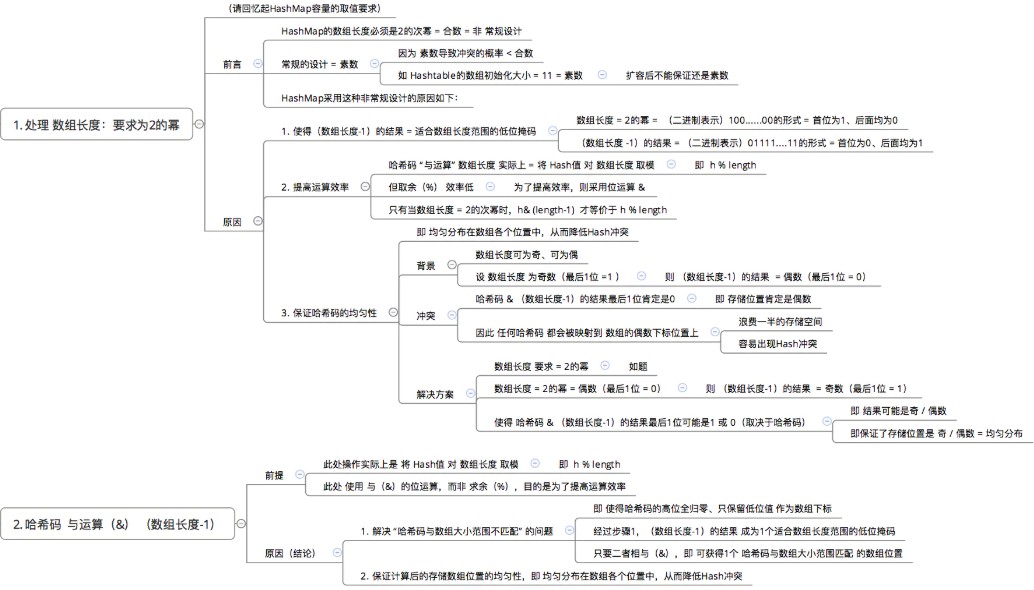 (请回忆起HashMap容量的取值要求)
HashMap的数组长度必须是2的次幂 = 合数 = 非 常规设计
前言
常规的设计 = 素数
因为 素数导致冲突的概率 < 合数
如 Hashtable的数组初始化大小 = 11 = 素数
扩容后不能保证还是素数
HashMap采用这种非常规设计的原因如下：
1. 处理 数组长度：要求为2的幂
原因
1. 使得（数组长度-1）的结果 = 适合数组长度范围的低位掩码
数组长度 = 2的幂 = （二进制表示）100......00的形式 = 首位为1、后面均为0
（数组长度 -1）的结果 = （二进制表示）01111....11的形式 = 首位为0、后面均为1
2. 提高运算效率
哈希码 “与运算” 数组长度 实际上 = 将 Hash值 对 数组长度 取模
即 h % length
但取余（%） 效率低
为了提高效率，则采用位运算 &
只有当数组长度 = 2的次幂时，h& (length-1) 才等价于 h % length
3. 保证哈希码的均匀性
即 均匀分布在数组各个位置中，从而降低Hash冲突
背景
数组长度可为奇、可为偶
设 数组长度 为奇数（最后1位 =1 ）
则 （数组长度-1）的结果 = 偶数（最后1位 = 0）
冲突
哈希码 & （数组长度-1）的结果最后1位肯定是0
即 存储位置肯定是偶数
因此 任何哈希码 都会被映射到 数组的偶数下标位置上
浪费一半的存储空间
容易出现Hash冲突
解决方案
数组长度 要求 = 2的幂
如题
数组长度 = 2的幂 = 偶数（最后1位 = 0）
则 （数组长度-1）的结果 = 奇数（最后1位 = 1）
使得 哈希码 & （数组长度-1）的结果最后1位可能是1 或 0（取决于哈希码）
即 结果可能是奇 / 偶数
即保证了存储位置是 奇 / 偶数 = 均匀分布
2. 哈希码 与运算（&） （数组长度-1）
前提
此处操作实际上是 将 Hash值 对 数组长度 取模
即 h % length
此处 使用 与（&）的位运算，而非 求余（%），目的是为了提高运算效率
原因（结论）
1. 解决 “哈希码与数组大小范围不匹配” 的问题
即 使得哈希码的高位全归零、只保留低位值 作为数组下标
经过步骤1，（数组长度-1）的结果 成为1个适合数组长度范围的低位掩码
只要二者相与（&），即 可获得1个 哈希码与数组大小范围匹配 的数组位置
2. 保证计算后的存储数组位置的均匀性，即 均匀分布在数组各个位置中，从而降低Hash冲突